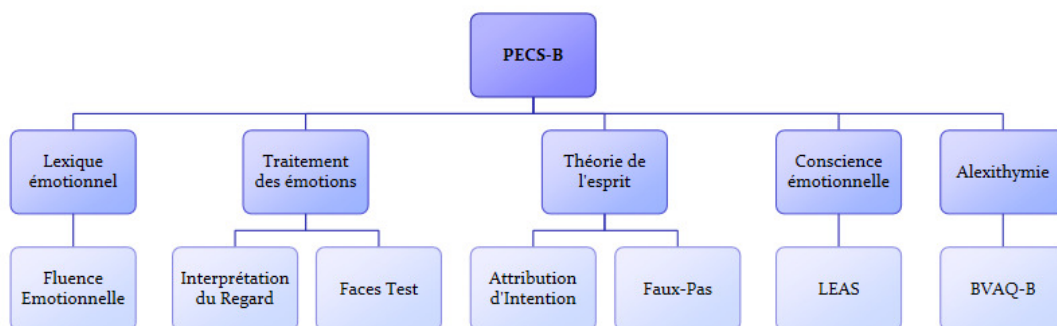 PECS-B
Lexique
émotionnel
Traitement
des émotions
Théorie de
l'esprit
Conscience
émotionnelle
Alexithymie
Fluence
Emotionnelle
Interprétation
du Regard
Faces Test
Attribution
d'Intention
Faux-Pas
LEAS
BVAQ-B